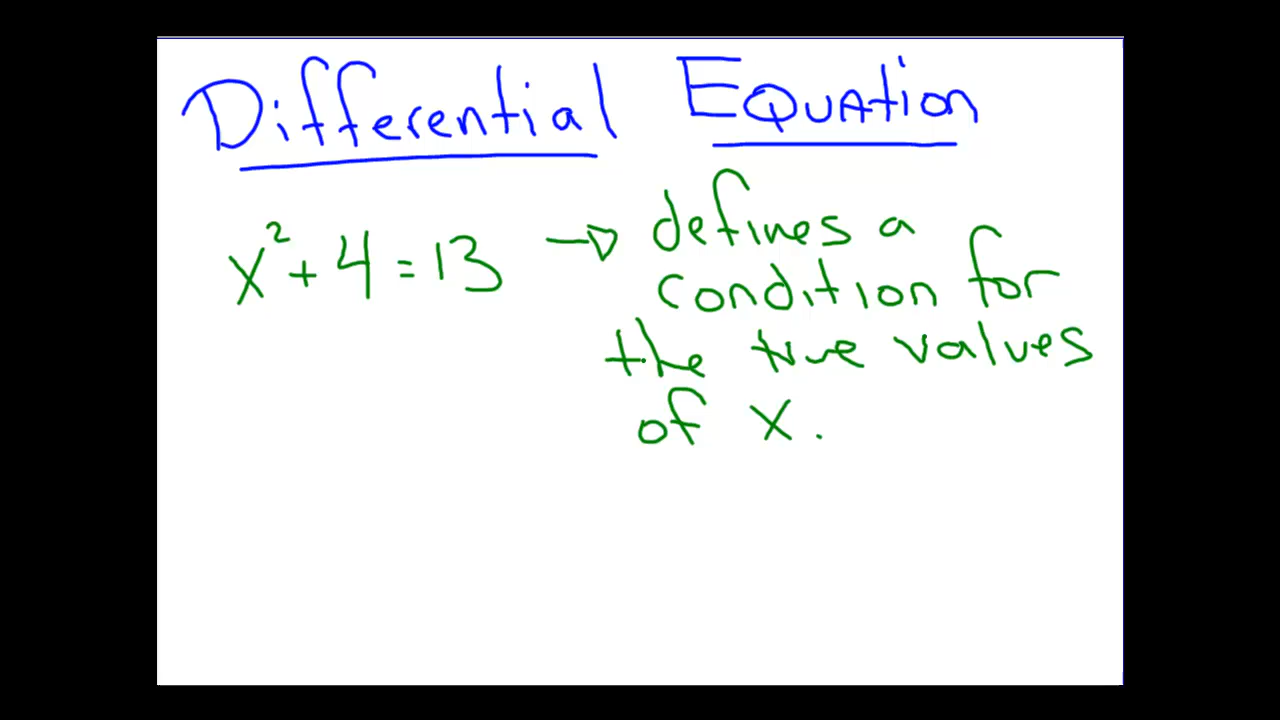 Differential Equation
x² + 4 = 13 → defines a
condition for
the true values
of x.